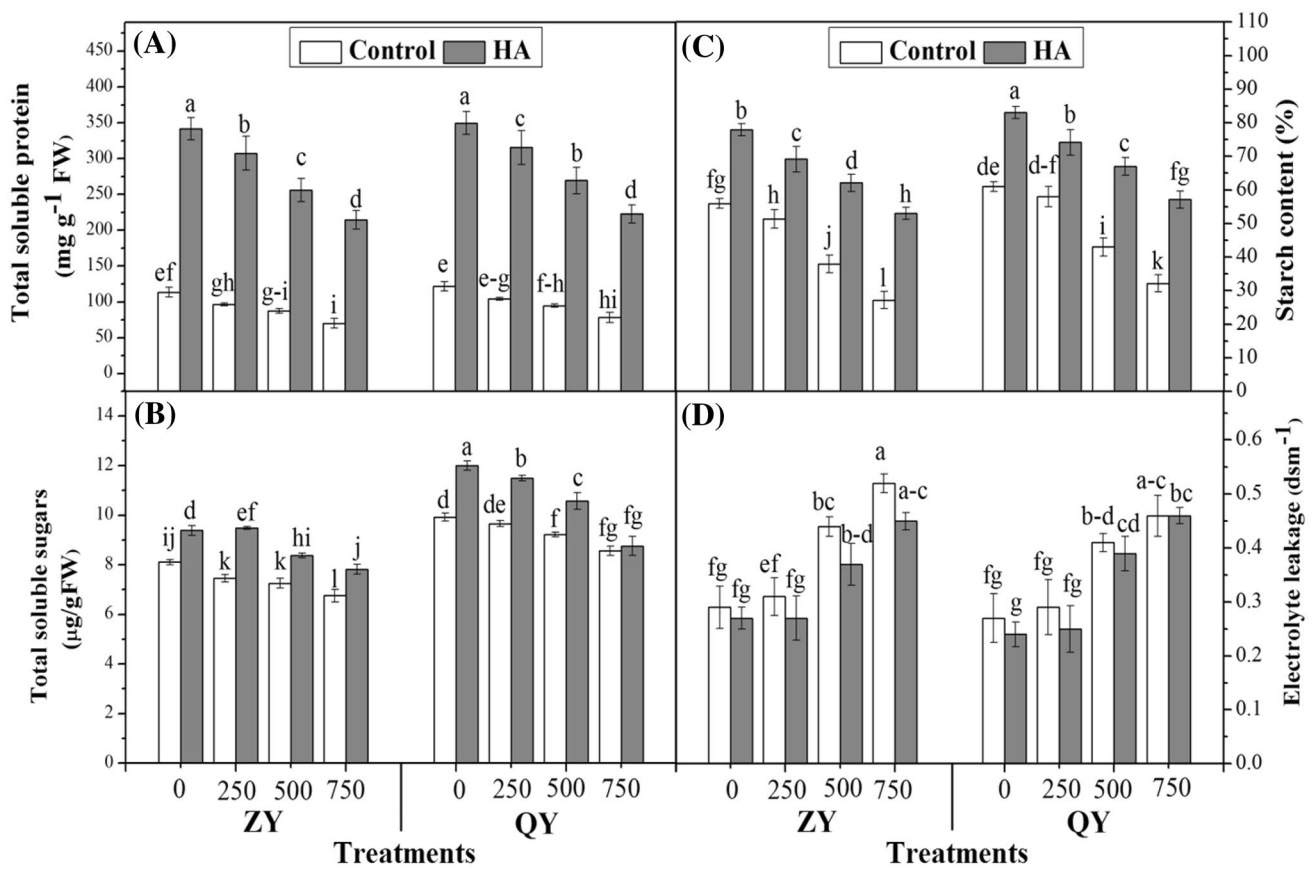 (A)
Control HA
Total soluble protein
(mg g-1 FW)
450
400
350
300
250
200
150
100
50
0
a
b
c
d
a
c
b
d
ef
gh
g-i
i
e
e-g
f-h
hi
(C)
Control HA
Starch content (%)
110
100
90
80
70
60
50
40
30
20
10
0
b
c
d
h
a
b
c
fg
fg
h
j
l
de
d-f
i
k
(B)
Total soluble sugars
(µg/gFW)
14
12
10
8
6
4
2
0
ij
d
k
ef
k
hi
l
j
d
a
de
b
f
c
fg
fg
0 250 500 750 0 250 500 750
ZY QY
Treatments
(D)
Electrolyte leakage (dsm-1)
0.6
0.5
0.4
0.3
0.2
0.1
0.0
fg
fg
ef
fg
bc
b-d
a
a-c
fg
g
fg
fg
b-d
cd
a-c
bc
0 250 500 750 0 250 500 750
ZY QY
Treatments